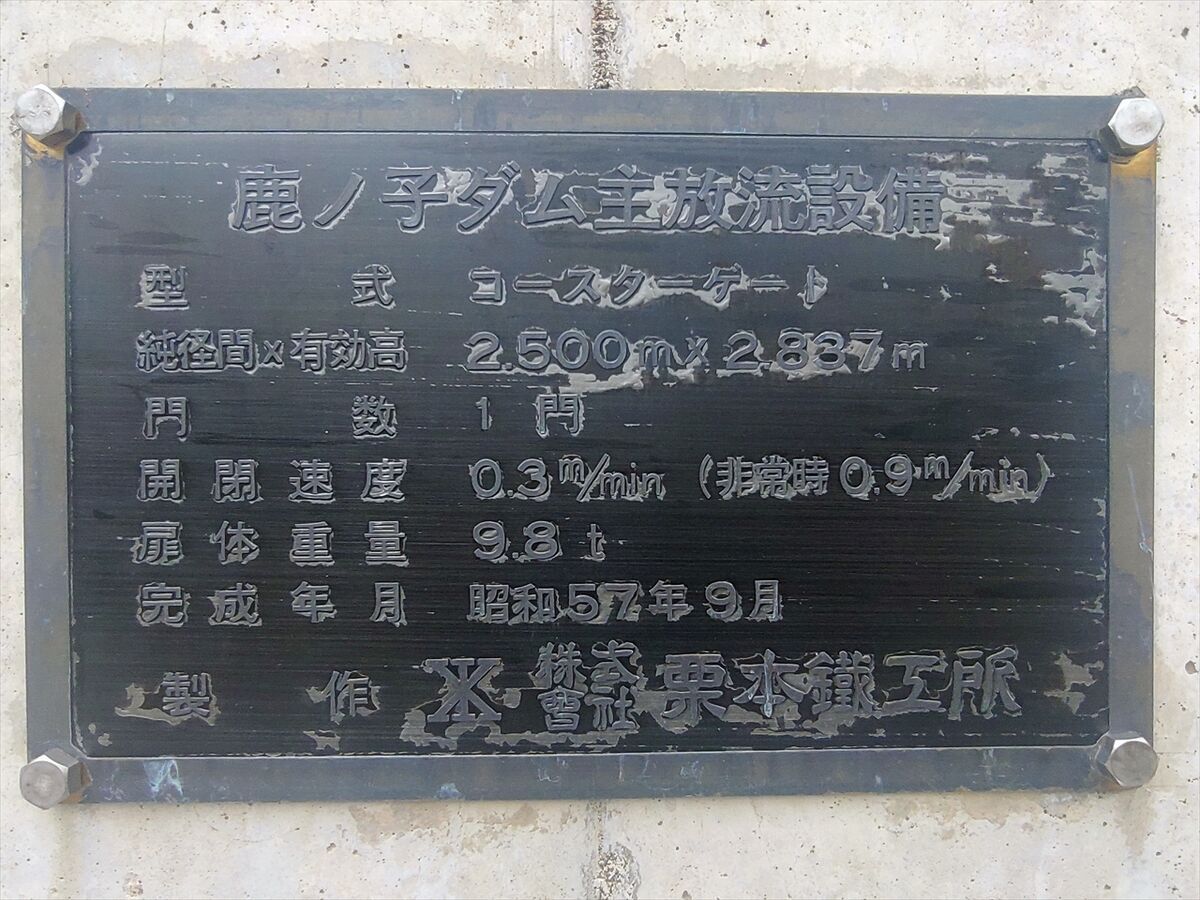 鹿ノ子ダム主放流設備
型式 コースターゲート
純径間×有効高 2.500m×2.837m
門数 1門
開閉速度 0.3m/min (非常時0.9m/min)
扉体重量 9.8t
完成年月 昭和57年9月
製作 株式會社栗本鐵工所